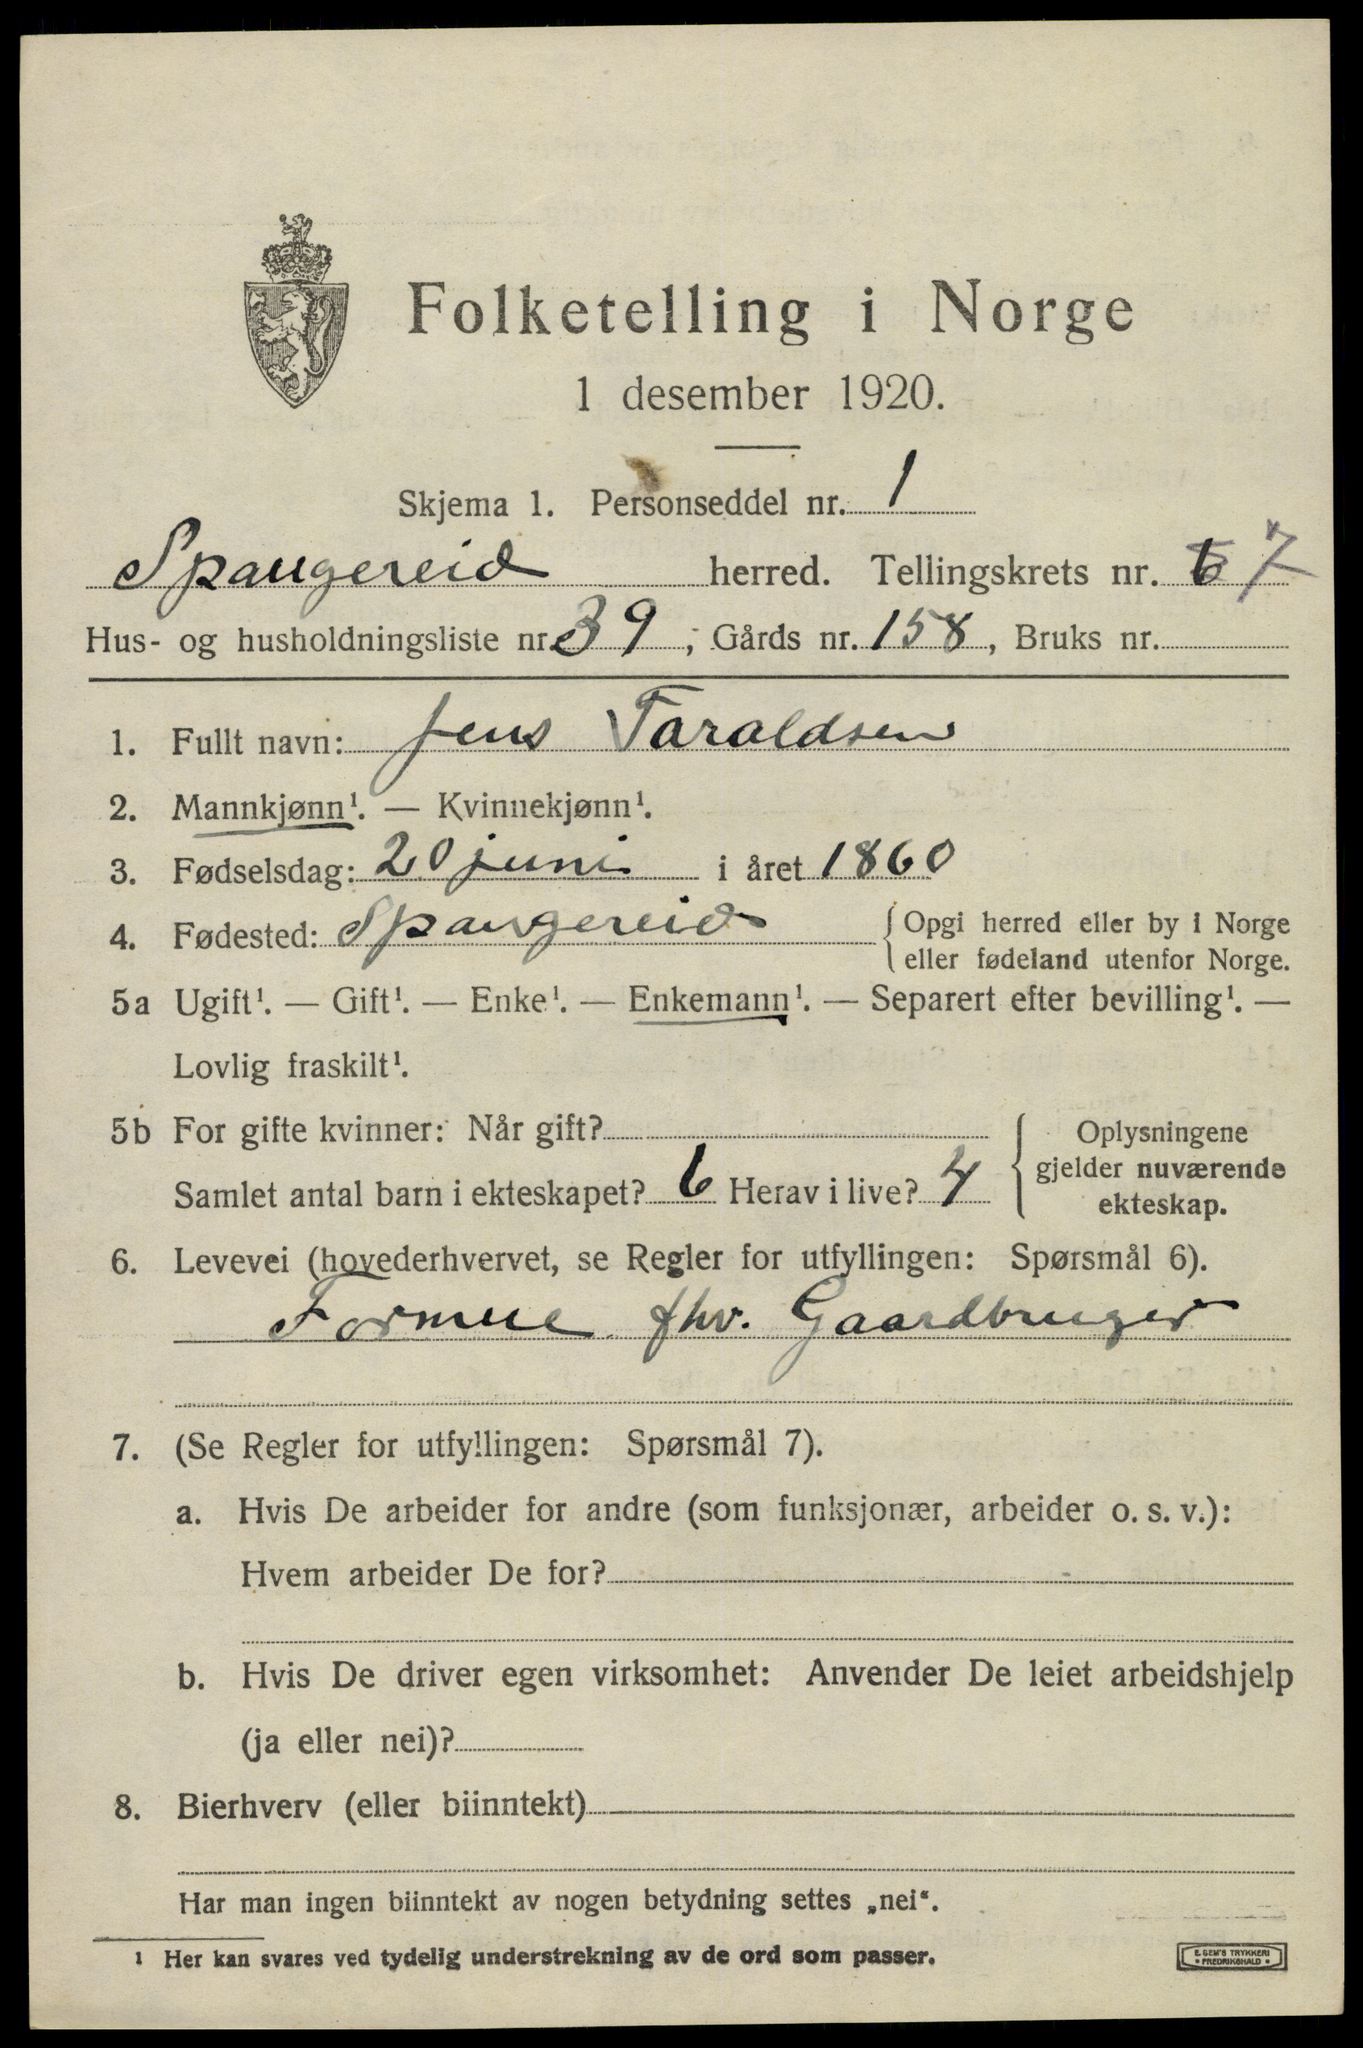 Folketelling i Norge
1 desember 1920.
Skjema 1. Personseddel nr. 1
Spangereid herred. Tellingskrets nr. 7
Hus- og husholdningsliste nr. 39, Gårds nr. 158, Bruks nr.
1. Fullt navn: Jens Taraldsen
2. Mannkjønn¹. — Kvinnekjønn¹.
3. Fødselsdag: 20 juni i året 1860
4. Fødested: Spangereid { Opgi herred eller by i Norge
eller fødeland utenfor Norge.
5a Ugift¹. — Gift¹. — Enke¹. — Enkemann¹. — Separert efter bevilling¹. —
Lovlig fraskilt¹.
5b For gifte kvinner: Når gift?
Samlet antal barn i ekteskapet? 6 Herav i live? 4
Oplysningene
gjelder nuværende
ekteskap.
6. Levevei (hovederhvervet, se Regler for utfyllingen: Spørsmål 6).
Formue fhv. Gaardbruger
7. (Se Regler for utfyllingen: Spørsmål 7).
a. Hvis De arbeider for andre (som funksjonær, arbeider o. s. v.):
Hvem arbeider De for?
b. Hvis De driver egen virksomhet: Anvender De leiet arbeidshjelp
(ja eller nei)?
8. Bierhverv (eller biinntekt)
Har man ingen biinntekt av nogen betydning settes „nei“.
¹ Her kan svares ved tydelig understrekning av de ord som passer.
E. SEM'S TRYKKERI
• FREDRIKSHALD •